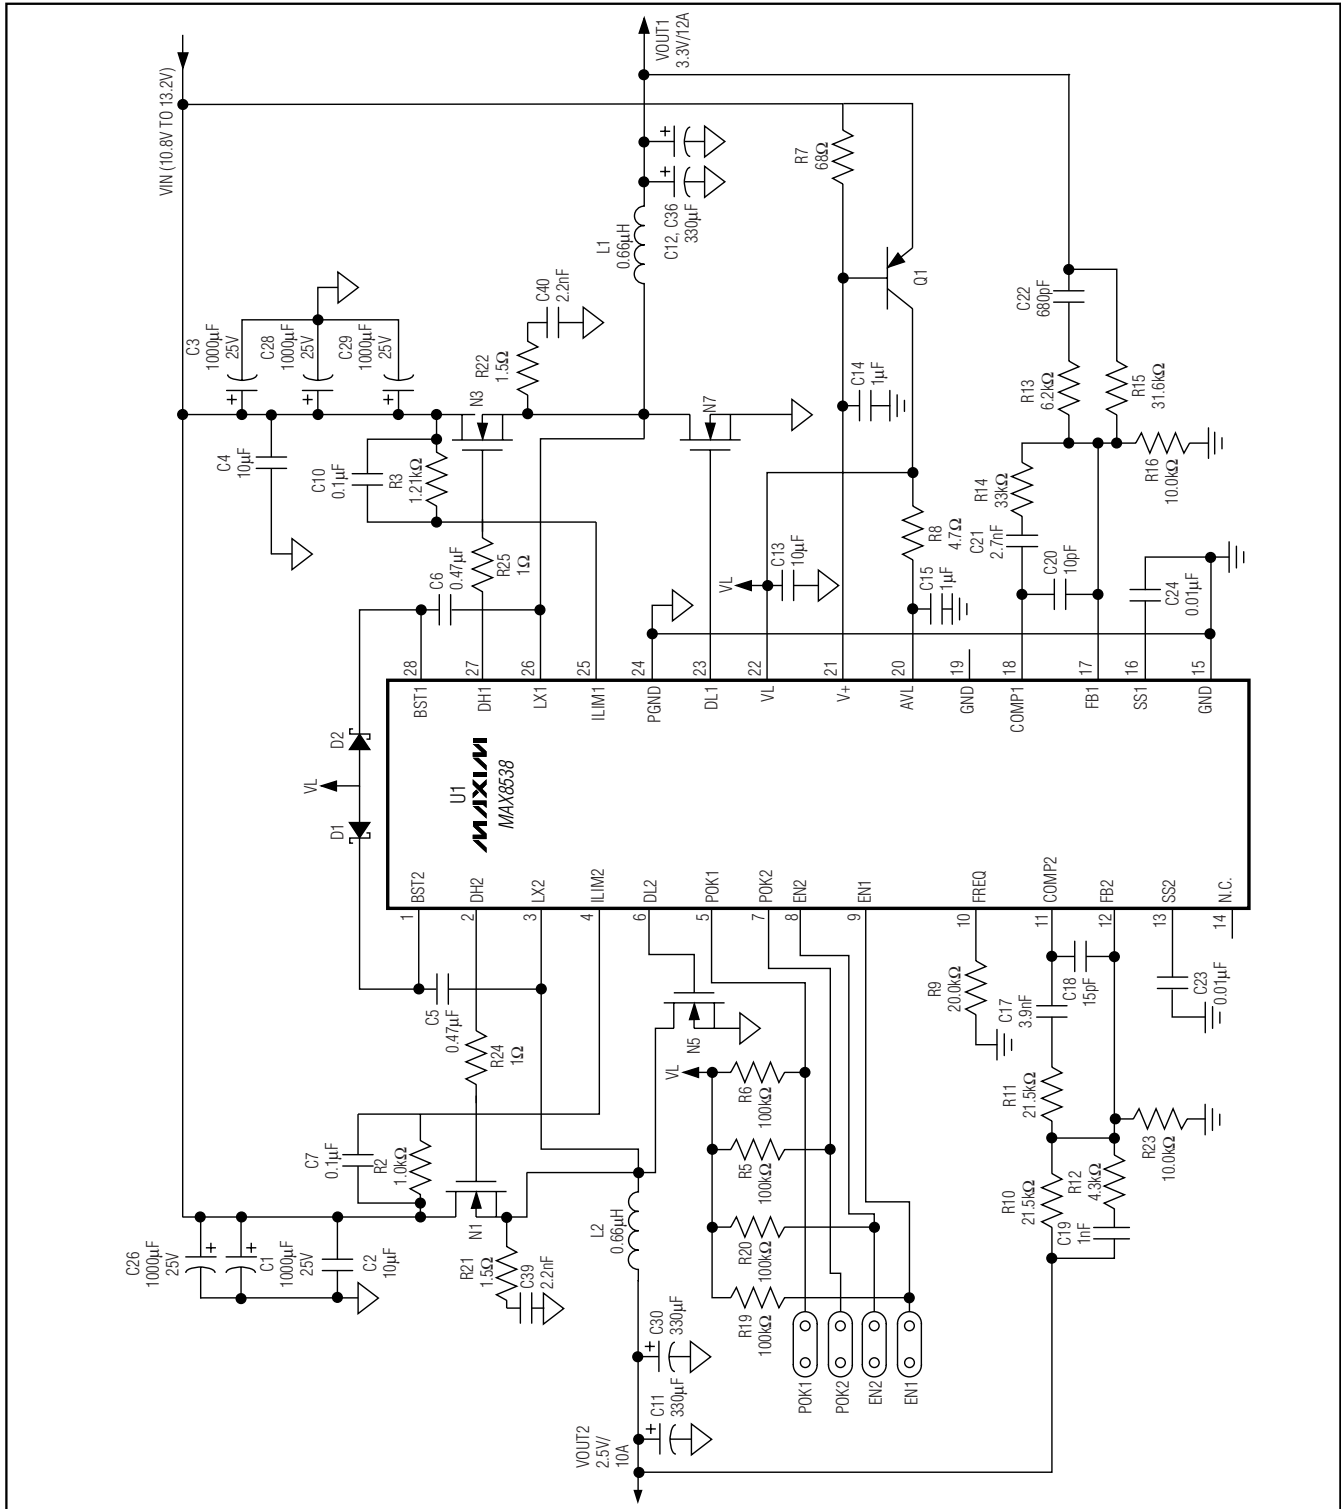 VIN (10.8V TO 13.2V)
VOUT1
3.3V/12A
C3
1000µF
25V
C28
1000µF
25V
C29
1000µF
25V
C4
10µF
C10
0.1µF
R3
1.21kΩ
N3
R22
1.5Ω
C40
2.2nF
L1
0.66µH
C12, C36
330µF
R7
68Ω
Q1
N7
C14
1µF
C22
680pF
R13
6.2kΩ
R15
31.6kΩ
R16
10.0kΩ
R14
33kΩ
C21
2.7nF
C20
10pF
C24
0.01µF
R8
4.7Ω
C15
1µF
C13
10µF
VL
C6
0.47µF
R25
1Ω
28
27
26
25
24
23
22
21
20
19
18
17
16
15
BST1
DH1
LX1
ILIM1
PGND
DL1
VL
V+
AVL
GND
COMP1
FB1
SS1
GND
D2
VL
D1
U1
MAXIM
MAX8538
BST2
DH2
LX2
ILIM2
DL2
POK1
POK2
EN2
EN1
FREQ
COMP2
FB2
SS2
N.C.
1
2
3
4
6
5
7
8
9
10
11
12
13
14
C5
0.47µF
R24
1Ω
C7
0.1µF
R2
1.0kΩ
N1
C26
1000µF
25V
C1
1000µF
25V
C2
10µF
R21
1.5Ω
C39
2.2nF
L2
0.66µH
N5
VL
R6
100kΩ
R5
100kΩ
R20
100kΩ
R19
100kΩ
C30
330µF
C11
330µF
VOUT2
2.5V/
10A
POK1
POK2
EN2
EN1
R9
20.0kΩ
C17
3.9nF
C18
15pF
C23
0.01µF
R11
21.5kΩ
R23
10.0kΩ
R10
21.5kΩ
R12
4.3kΩ
C19
1nF